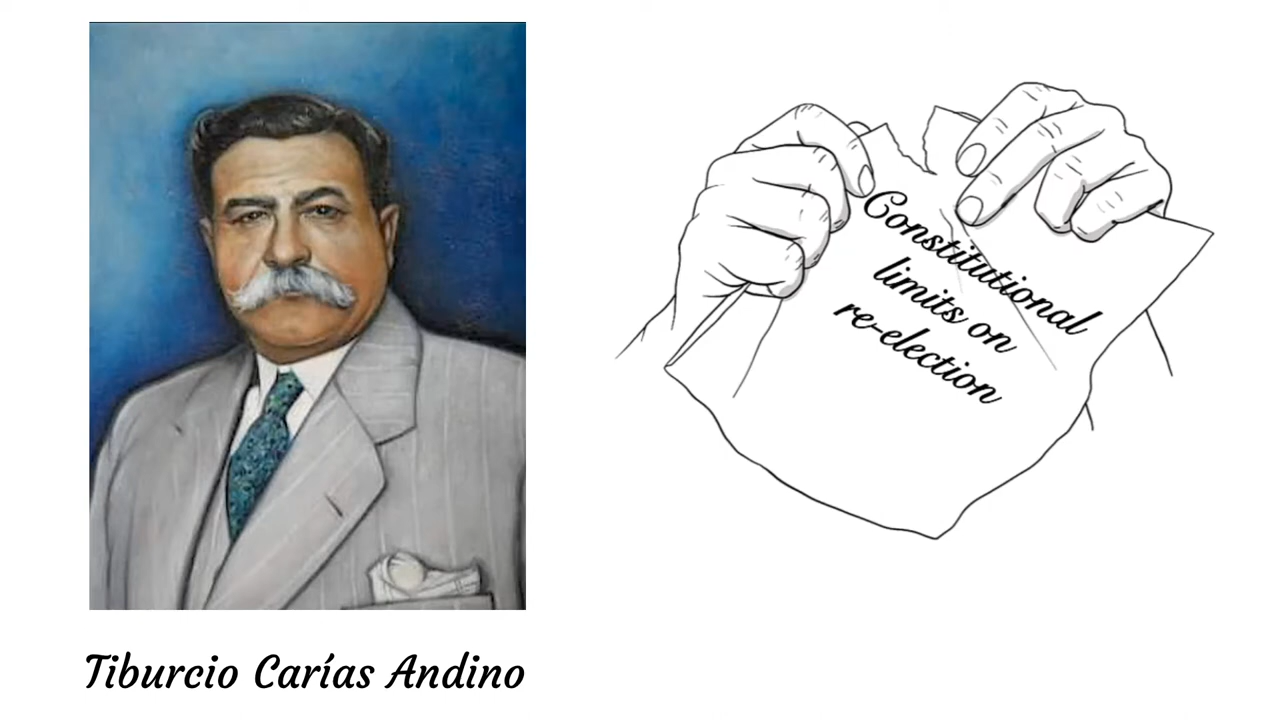 Constitutional
limits on
re-election
Tiburcio Carías Andino